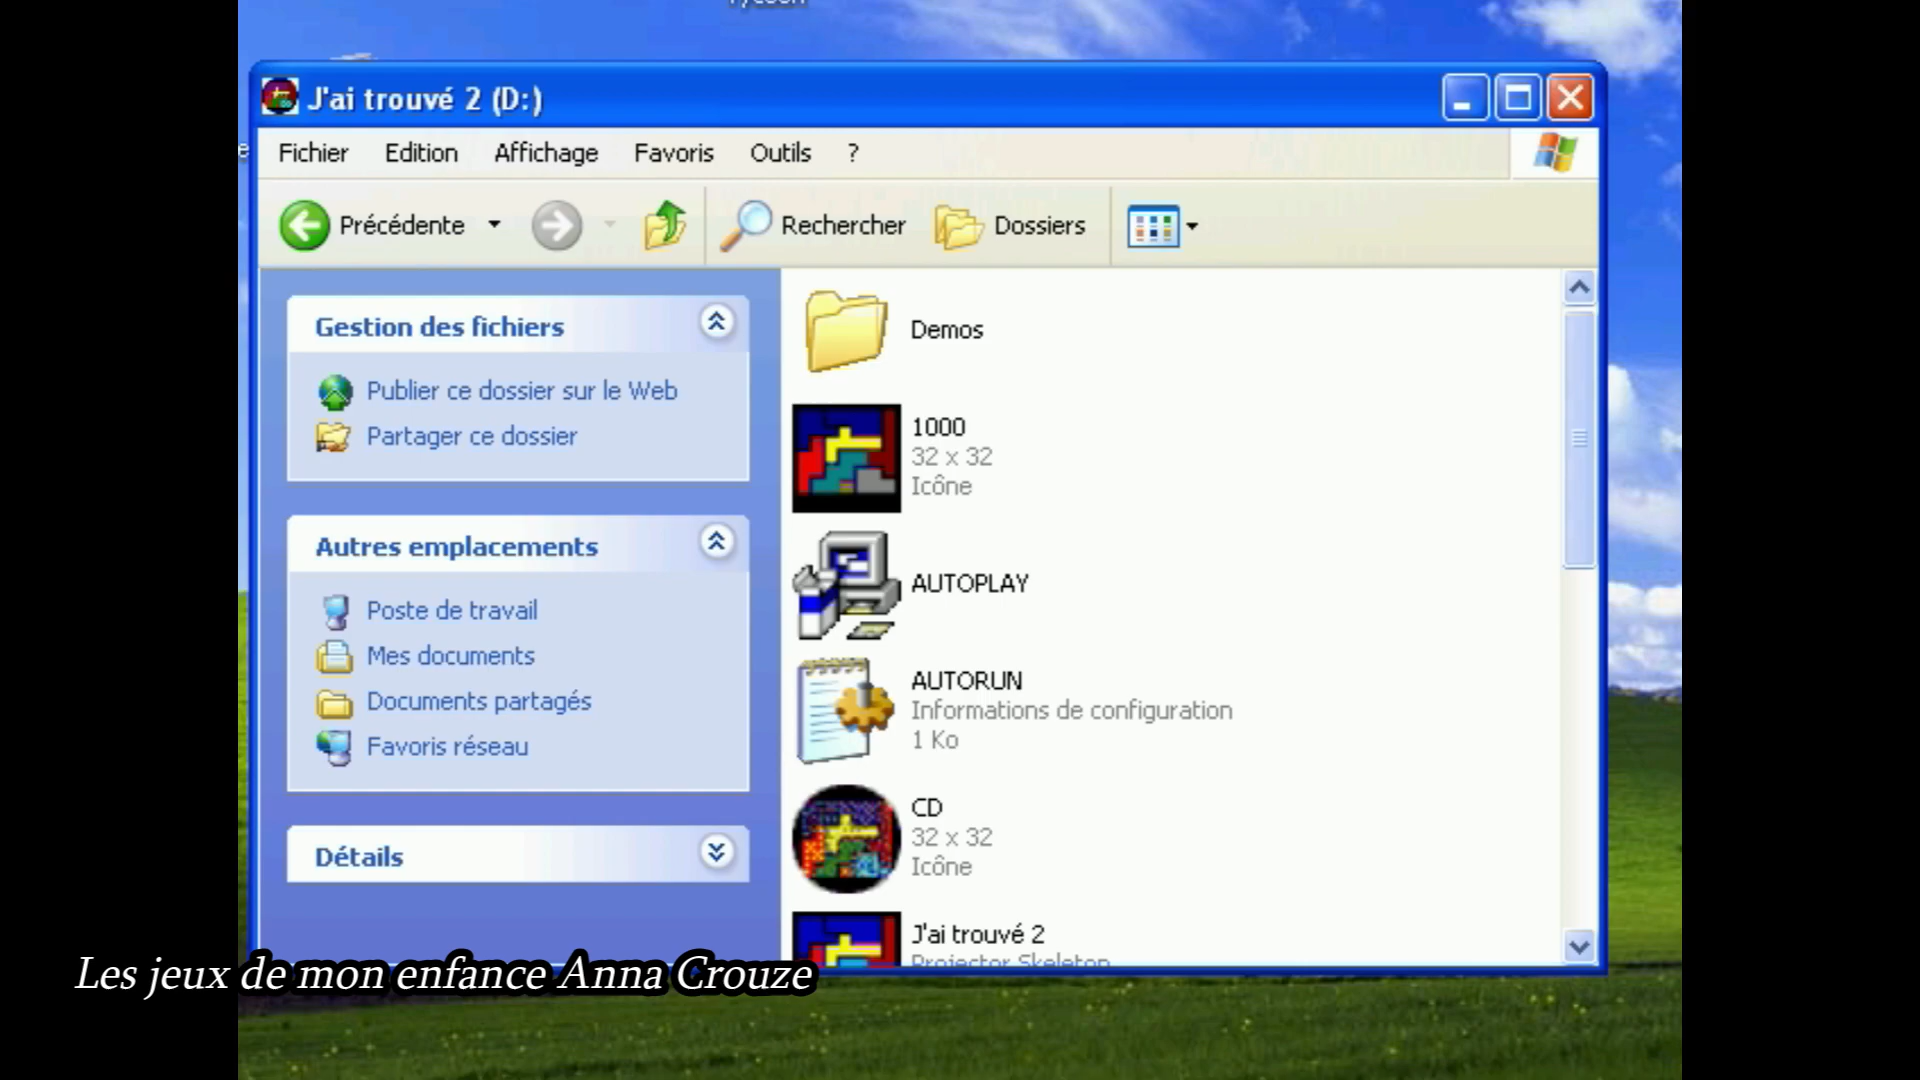 Tycoon
J'ai trouvé 2 (D:)
Fichier Edition Affichage Favoris Outils ?
Précédente Rechercher Dossiers
Gestion des fichiers
Publier ce dossier sur le Web
Partager ce dossier
Autres emplacements
Poste de travail
Mes documents
Documents partagés
Favoris réseau
Détails
Demos
1000
32 x 32
Icône
AUTOPLAY
AUTORUN
Informations de configuration
1 Ko
CD
32 x 32
Icône
J'ai trouvé 2
Projector Skeleton
Les jeux de mon enfance Anna Crouze